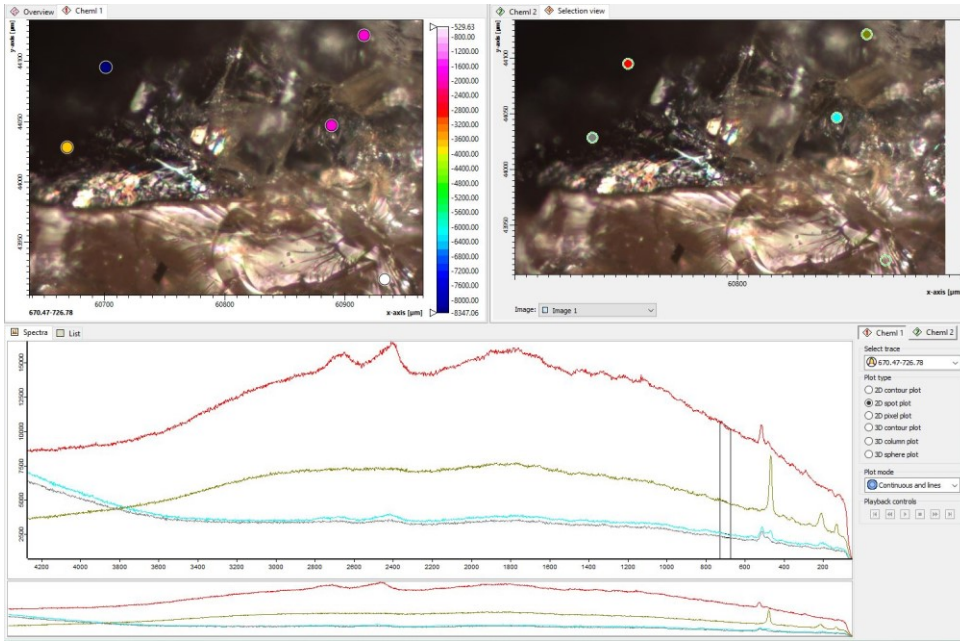 Overview
Cheml 1
Cheml 2
Selection view
y-axis [µm]
44100
44050
44000
43950
60700
60800
60900
670.47-726.78
x-axis [µm]
-529.63
-800.00
-1200.00
-1600.00
-2000.00
-2400.00
-2800.00
-3200.00
-3600.00
-4000.00
-4400.00
-4800.00
-5200.00
-5600.00
-6000.00
-6400.00
-6800.00
-7200.00
-7600.00
-8000.00
-8347.06
y-axis [µm]
44100
44050
44000
43950
60800
x-axis [µm]
Image:
Image 1
Spectra
List
15000
12500
10000
7500
5000
2500
4200
4000
3800
3600
3400
3200
3000
2800
2600
2400
2200
2000
1800
1600
1400
1200
1000
800
600
400
200
Cheml 1
Cheml 2
Select trace
670.47-726.78
Plot type
2D contour plot
2D spot plot
2D pixel plot
3D contour plot
3D column plot
3D sphere plot
Plot mode
Continuous and lines
Playback controls